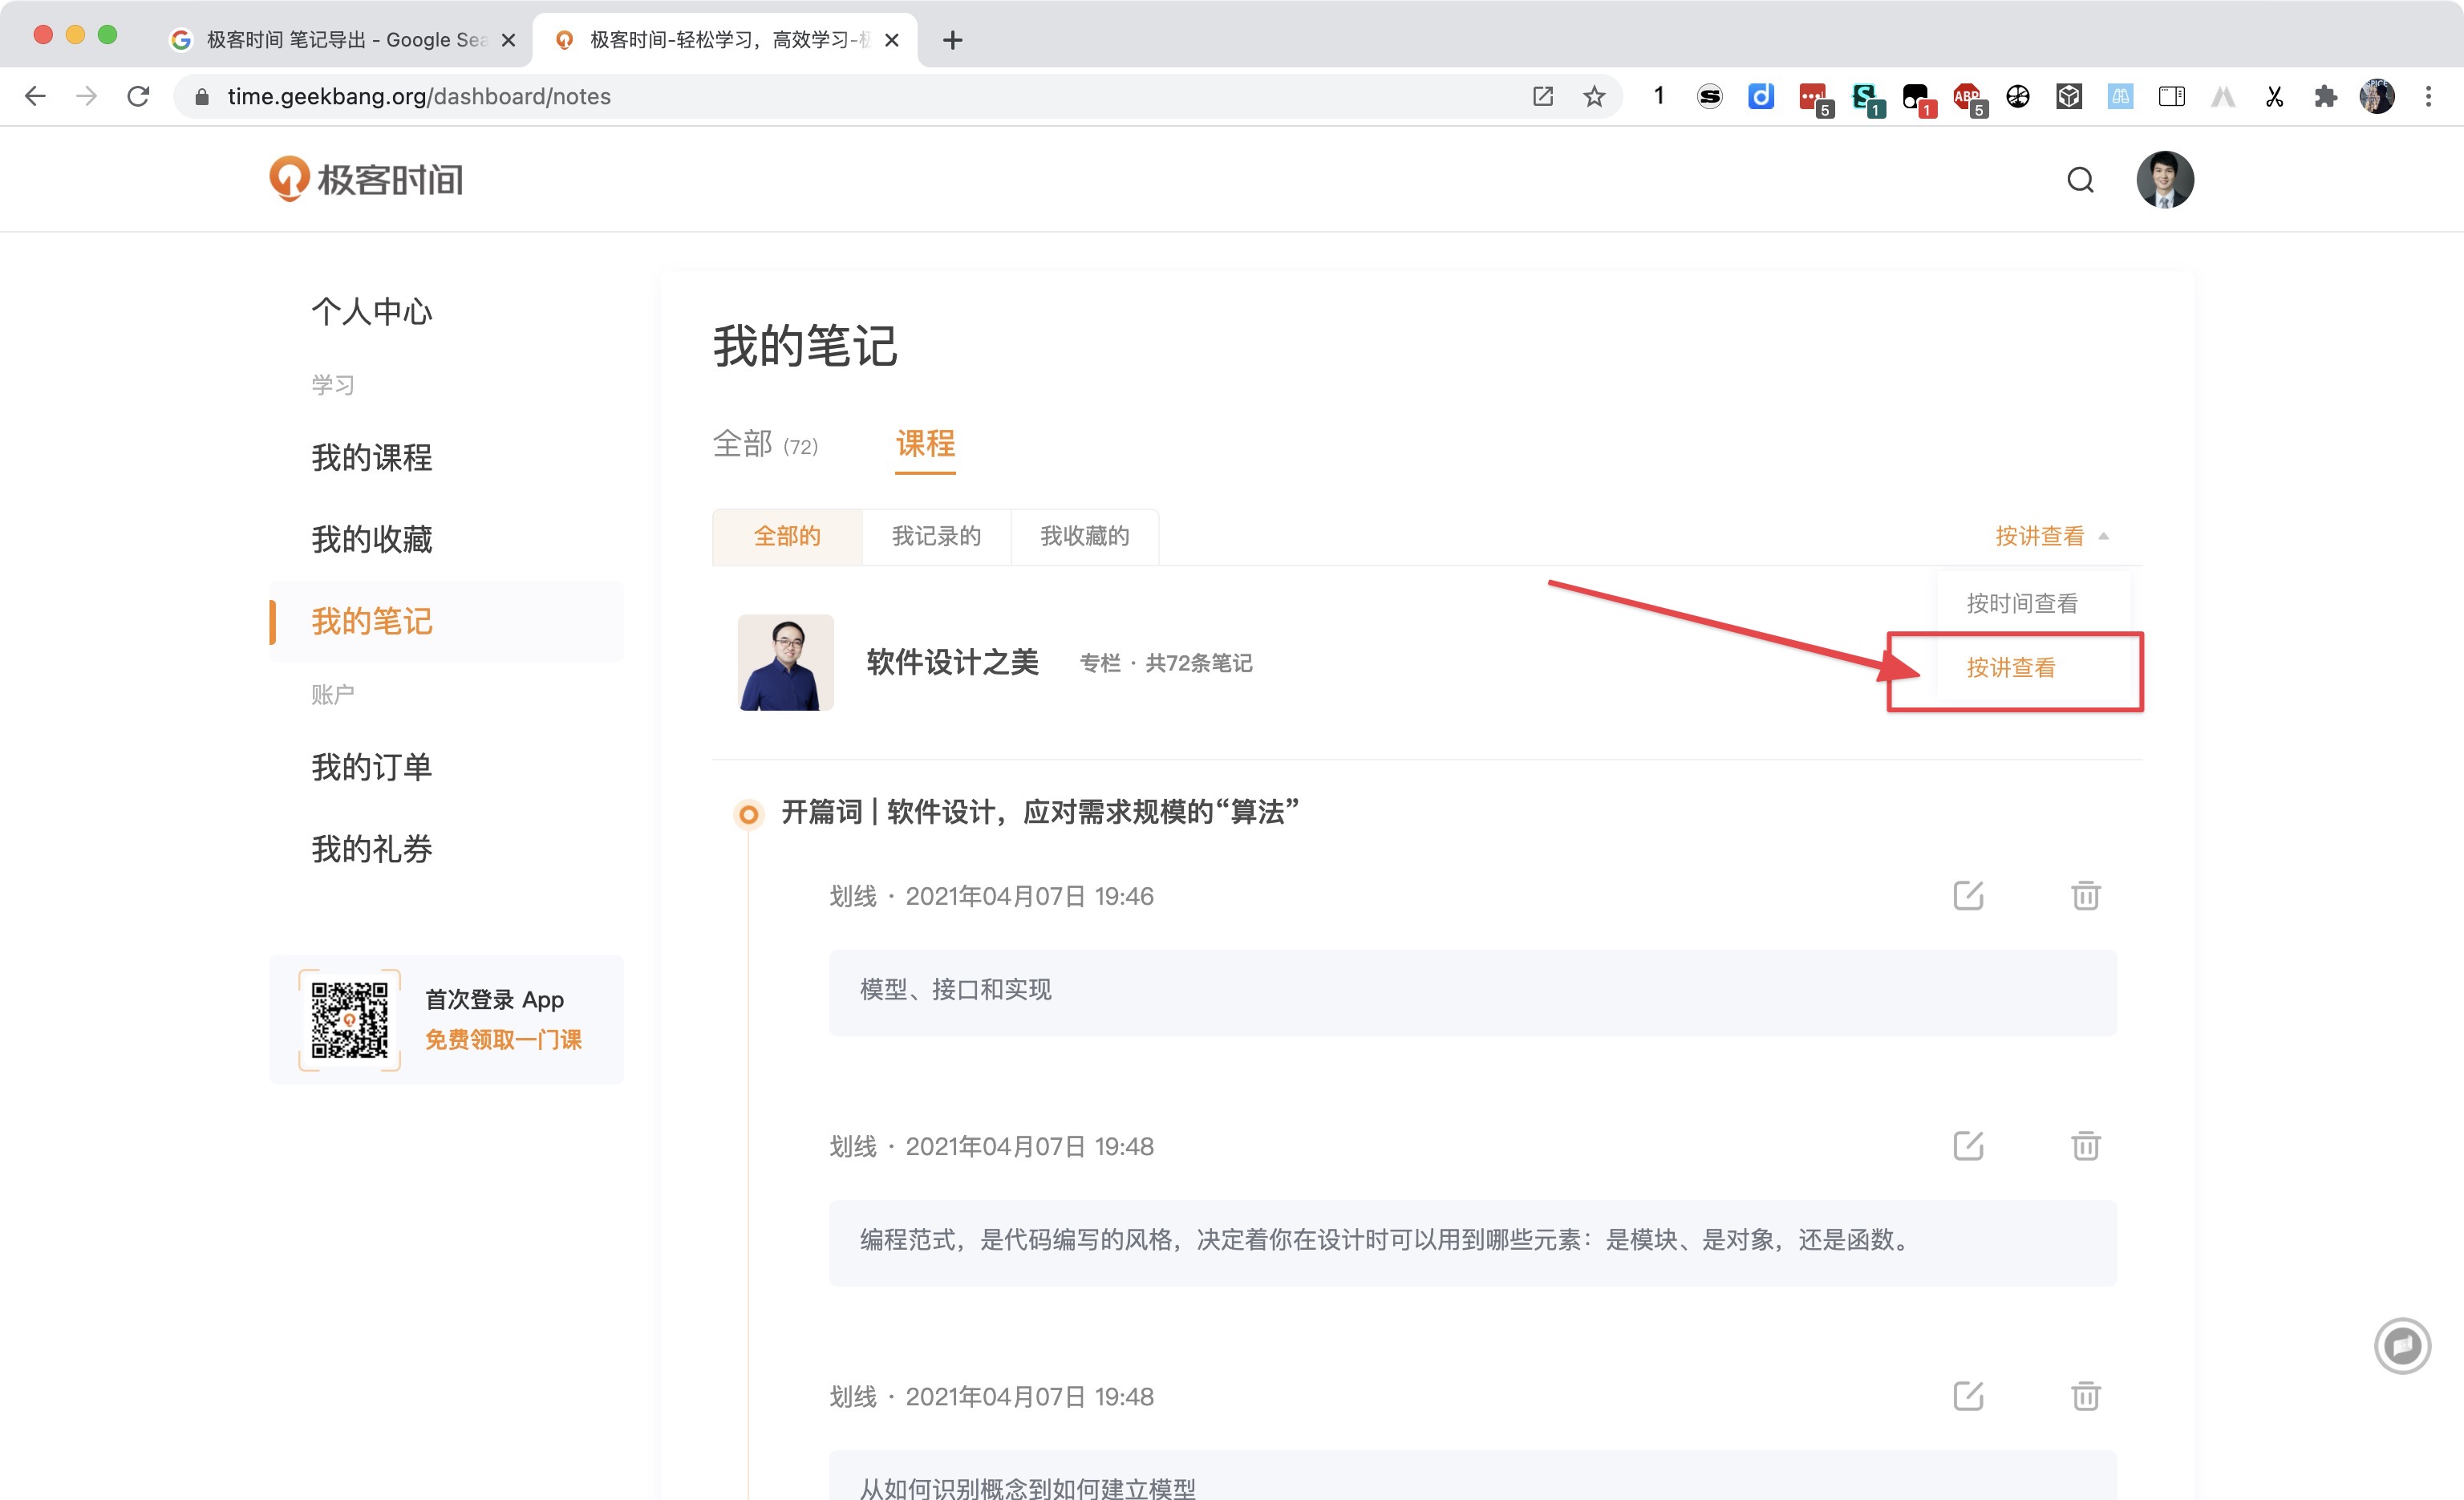 极客时间 笔记导出 - Google Sea
极客时间-轻松学习，高效学习-极
time.geekbang.org/dashboard/notes
1
5
1
1
ABP
5
极客时间
个人中心
学习
我的课程
我的收藏
我的笔记
账户
我的订单
我的礼券
首次登录 App
免费领取一门课
我的笔记
全部 (72)
课程
全部的
我记录的
我收藏的
按讲查看
按时间查看
按讲查看
软件设计之美
专栏 · 共72条笔记
开篇词 | 软件设计，应对需求规模的“算法”
划线 · 2021年04月07日 19:46
模型、接口和实现
划线 · 2021年04月07日 19:48
编程范式，是代码编写的风格，决定着你在设计时可以用到哪些元素：是模块、是对象，还是函数。
划线 · 2021年04月07日 19:48
从如何识别概念到如何建立模型